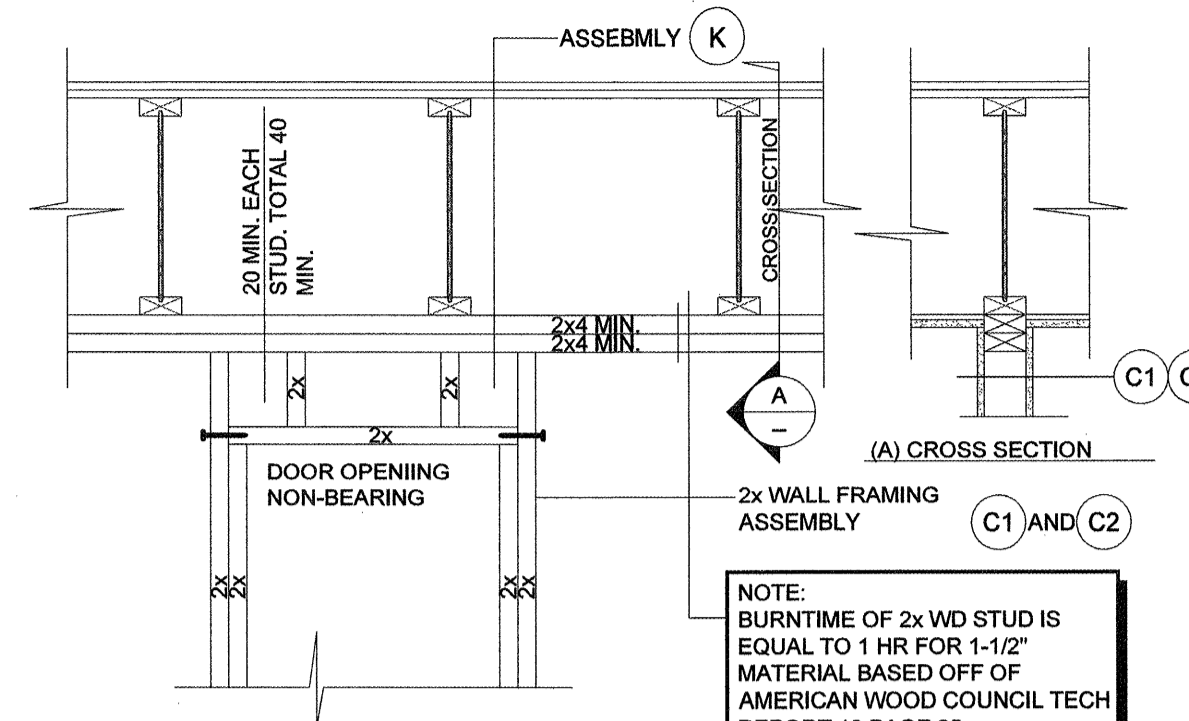 ASSEBMLY K
20 MIN. EACH
STUD. TOTAL 40
MIN.
CROSS SECTION
2x4 MIN.
2x4 MIN.
2x
2x
2x
A
–
C1
(A) CROSS SECTION
DOOR OPENIING
NON-BEARING
2x WALL FRAMING
ASSEMBLY
C1 AND C2
2x
2x
2x
2x
NOTE:
BURNTIME OF 2x WD STUD IS
EQUAL TO 1 HR FOR 1-1/2"
MATERIAL BASED OFF OF
AMERICAN WOOD COUNCIL TECH